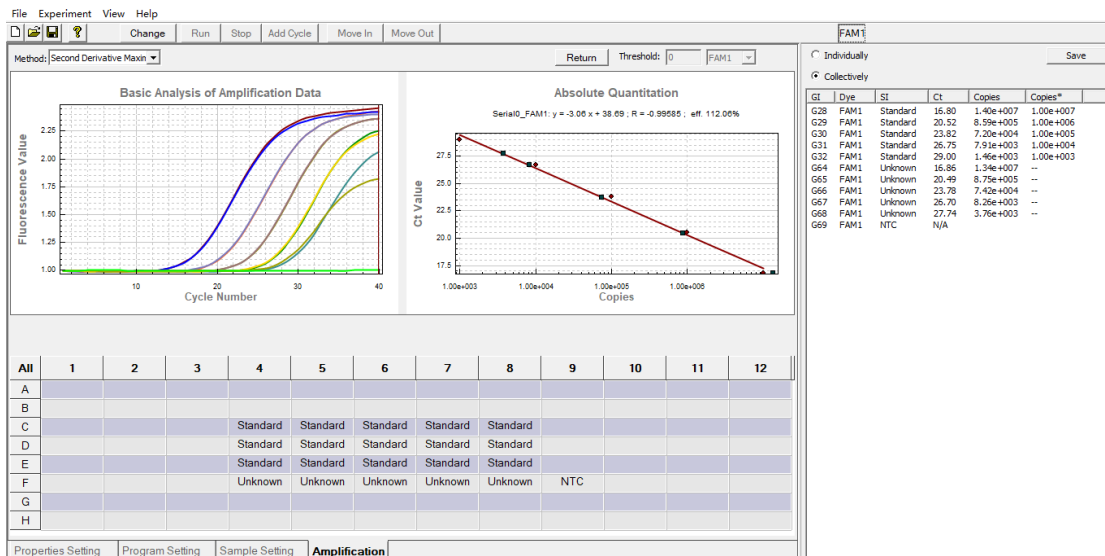 File Experiment View Help
Change Run Stop Add Cycle Move In Move Out FAM1
Method: Second Derivative Maxin Return Threshold: 0 FAM1
Individually Save
Collectively
Basic Analysis of Amplification Data
Fluorescence Value
2.25
2.00
1.75
1.50
1.25
1.00
10 20 30 40
Cycle Number
Absolute Quantitation
Serial0_FAM1: y = -3.06 x + 38.69 ; R = -0.99685 ; eff. 112.06%
Ct Value
27.5
25.0
22.5
20.0
17.5
1.00e+003 1.00e+004 1.00e+005 1.00e+006
Copies
GI Dye SI Ct Copies Copies*
G28 FAM1 Standard 16.80 1.40e+007 1.00e+007
G29 FAM1 Standard 20.52 8.59e+005 1.00e+006
G30 FAM1 Standard 23.82 7.20e+004 1.00e+005
G31 FAM1 Standard 26.75 7.91e+003 1.00e+004
G32 FAM1 Standard 29.00 1.46e+003 1.00e+003
G64 FAM1 Unknown 16.86 1.34e+007 --
G65 FAM1 Unknown 20.49 8.75e+005 --
G66 FAM1 Unknown 23.78 7.42e+004 --
G67 FAM1 Unknown 26.70 8.26e+003 --
G68 FAM1 Unknown 27.74 3.76e+003 --
G69 FAM1 NTC N/A
All 1 2 3 4 5 6 7 8 9 10 11 12
A
B
C Standard Standard Standard Standard Standard
D Standard Standard Standard Standard Standard
E Standard Standard Standard Standard Standard
F Unknown Unknown Unknown Unknown Unknown NTC
G
H
Properties Setting Program Setting Sample Setting Amplification